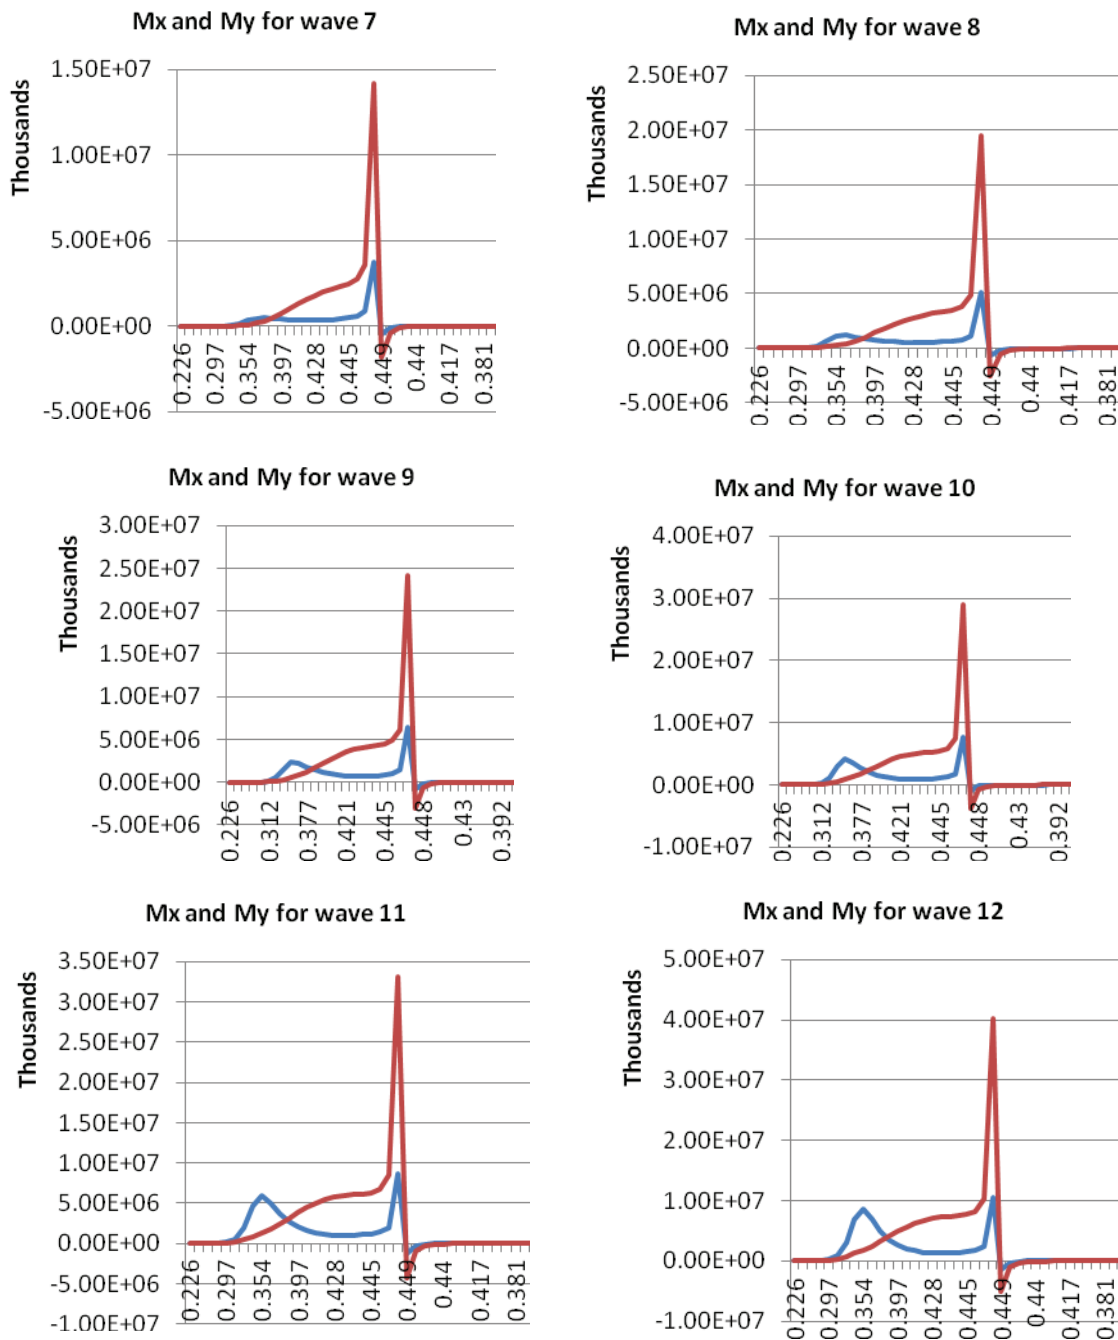 Mx and My for wave 7
Thousands
1.50E+07
1.00E+07
5.00E+06
0.00E+00
-5.00E+06
0.226
0.297
0.354
0.397
0.428
0.445
0.449
0.44
0.417
0.381
Mx and My for wave 8
Thousands
2.50E+07
2.00E+07
1.50E+07
1.00E+07
5.00E+06
0.00E+00
-5.00E+06
0.226
0.297
0.354
0.397
0.428
0.445
0.449
0.44
0.417
0.381
Mx and My for wave 9
Thousands
3.00E+07
2.50E+07
2.00E+07
1.50E+07
1.00E+07
5.00E+06
0.00E+00
-5.00E+06
0.226
0.312
0.377
0.421
0.445
0.448
0.43
0.392
Mx and My for wave 10
Thousands
4.00E+07
3.00E+07
2.00E+07
1.00E+07
0.00E+00
-1.00E+07
0.226
0.312
0.377
0.421
0.445
0.448
0.43
0.392
Mx and My for wave 11
Thousands
3.50E+07
3.00E+07
2.50E+07
2.00E+07
1.50E+07
1.00E+07
5.00E+06
0.00E+00
-5.00E+06
-1.00E+07
0.226
0.297
0.354
0.397
0.428
0.445
0.449
0.44
0.417
0.381
Mx and My for wave 12
Thousands
5.00E+07
4.00E+07
3.00E+07
2.00E+07
1.00E+07
0.00E+00
-1.00E+07
0.226
0.297
0.354
0.397
0.428
0.445
0.449
0.44
0.417
0.381